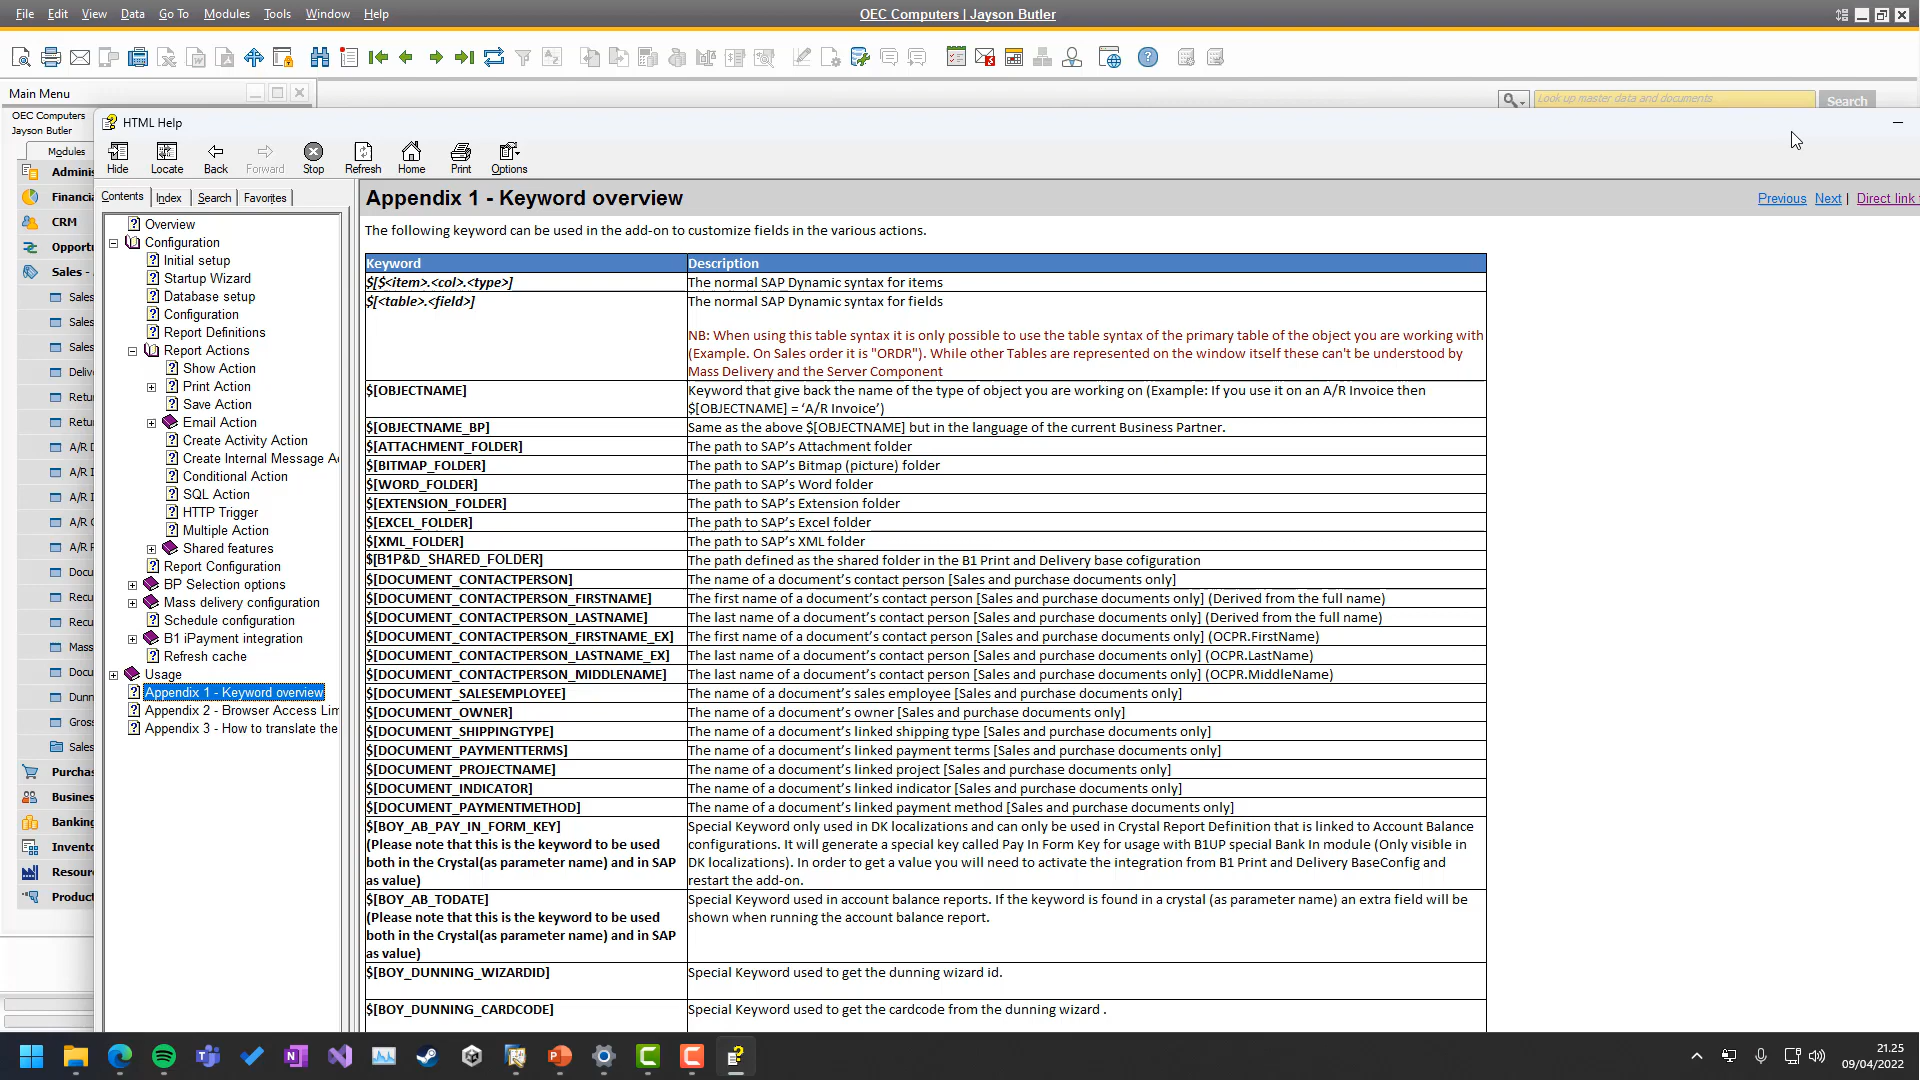 File Edit View Data Go To Modules Tools Window Help
OEC Computers | Jayson Butler
Main Menu
Look up master data and documents
Search
OEC Computers
Jayson Butler
Modules
HTML Help
Hide Locate Back Forward Stop Refresh Home Print Options
Contents Index Search Favorites
Adminis
Financia
CRM
Opportu
Sales -
Sales
Sales
Sales
Delive
Retur
Retur
A/R D
A/R I
A/R I
A/R C
A/R R
Docu
Recu
Recu
Mass
Docu
Dunn
Gross
Sales
Purchas
Busines
Banking
Invento
Resour
Product
Overview
Configuration
Initial setup
Startup Wizard
Database setup
Configuration
Report Definitions
Report Actions
Show Action
Print Action
Save Action
Email Action
Create Activity Action
Create Internal Message A
Conditional Action
SQL Action
HTTP Trigger
Multiple Action
Shared features
Report Configuration
BP Selection options
Mass delivery configuration
Schedule configuration
B1 iPayment integration
Refresh cache
Usage
Appendix 1 - Keyword overview
Appendix 2 - Browser Access Lim
Appendix 3 - How to translate the
Appendix 1 - Keyword overview
Previous Next | Direct link
The following keyword can be used in the add-on to customize fields in the various actions.
Keyword Description
$[$<item>.<col>.<type>] The normal SAP Dynamic syntax for items
$[<table>.<field>] The normal SAP Dynamic syntax for fields
NB: When using this table syntax it is only possible to use the table syntax of the primary table of the object you are working with
(Example. On Sales order it is "ORDR"). While other Tables are represented on the window itself these can't be understood by
Mass Delivery and the Server Component
$[OBJECTNAME] Keyword that give back the name of the type of object you are working on (Example: If you use it on an A/R Invoice then
$[OBJECTNAME] = ‘A/R Invoice’)
$[OBJECTNAME_BP] Same as the above $[OBJECTNAME] but in the language of the current Business Partner.
$[ATTACHMENT_FOLDER] The path to SAP’s Attachment folder
$[BITMAP_FOLDER] The path to SAP’s Bitmap (picture) folder
$[WORD_FOLDER] The path to SAP’s Word folder
$[EXTENSION_FOLDER] The path to SAP’s Extension folder
$[EXCEL_FOLDER] The path to SAP’s Excel folder
$[XML_FOLDER] The path to SAP’s XML folder
$[B1P&D_SHARED_FOLDER] The path defined as the shared folder in the B1 Print and Delivery base cofiguration
$[DOCUMENT_CONTACTPERSON] The name of a document’s contact person [Sales and purchase documents only]
$[DOCUMENT_CONTACTPERSON_FIRSTNAME] The first name of a document’s contact person [Sales and purchase documents only] (Derived from the full name)
$[DOCUMENT_CONTACTPERSON_LASTNAME] The last name of a document’s contact person [Sales and purchase documents only] (Derived from the full name)
$[DOCUMENT_CONTACTPERSON_FIRSTNAME_EX] The first name of a document’s contact person [Sales and purchase documents only] (OCPR.FirstName)
$[DOCUMENT_CONTACTPERSON_LASTNAME_EX] The last name of a document’s contact person [Sales and purchase documents only] (OCPR.LastName)
$[DOCUMENT_CONTACTPERSON_MIDDLENAME] The last name of a document’s contact person [Sales and purchase documents only] (OCPR.MiddleName)
$[DOCUMENT_SALESEMPLOYEE] The name of a document’s sales employee [Sales and purchase documents only]
$[DOCUMENT_OWNER] The name of a document’s owner [Sales and purchase documents only]
$[DOCUMENT_SHIPPINGTYPE] The name of a document’s linked shipping type [Sales and purchase documents only]
$[DOCUMENT_PAYMENTTERMS] The name of a document’s linked payment terms [Sales and purchase documents only]
$[DOCUMENT_PROJECTNAME] The name of a document’s linked project [Sales and purchase documents only]
$[DOCUMENT_INDICATOR] The name of a document’s linked indicator [Sales and purchase documents only]
$[DOCUMENT_PAYMENTMETHOD] The name of a document’s linked payment method [Sales and purchase documents only]
$[BOY_AB_PAY_IN_FORM_KEY] Special Keyword only used in DK localizations and can only be used in Crystal Report Definition that is linked to Account Balance
(Please note that this is the keyword to be used configurations. It will generate a special key called Pay In Form Key for usage with B1UP special Bank In module (Only visible in
both in the Crystal(as parameter name) and in SAP DK localizations). In order to get a value you will need to activate the integration from B1 Print and Delivery BaseConfig and
as value) restart the add-on.
$[BOY_AB_TODATE] Special Keyword used in account balance reports. If the keyword is found in a crystal (as parameter name) an extra field will be
(Please note that this is the keyword to be used shown when running the account balance report.
both in the Crystal(as parameter name) and in SAP
as value)
$[BOY_DUNNING_WIZARDID] Special Keyword used to get the dunning wizard id.
$[BOY_DUNNING_CARDCODE] Special Keyword used to get the cardcode from the dunning wizard .
21.25
09/04/2022